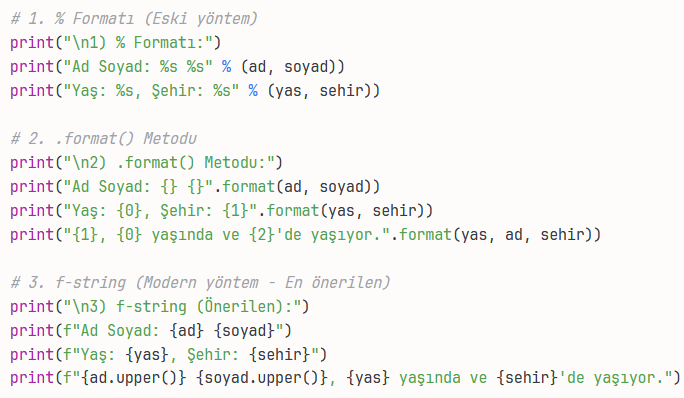 # 1. % Formatı (Eski yöntem)
print("\n1) % Formatı:")
print("Ad Soyad: %s %s" % (ad, soyad))
print("Yaş: %s, Şehir: %s" % (yas, sehir))
# 2. .format() Metodu
print("\n2) .format() Metodu:")
print("Ad Soyad: {} {}".format(ad, soyad))
print("Yaş: {0}, Şehir: {1}".format(yas, sehir))
print("{1}, {0} yaşında ve {2}'de yaşıyor.".format(yas, ad, sehir))
# 3. f-string (Modern yöntem - En önerilen)
print("\n3) f-string (Önerilen):")
print(f"Ad Soyad: {ad} {soyad}")
print(f"Yaş: {yas}, Şehir: {sehir}")
print(f"{ad.upper()} {soyad.upper()}, {yas} yaşında ve {sehir}'de yaşıyor.")